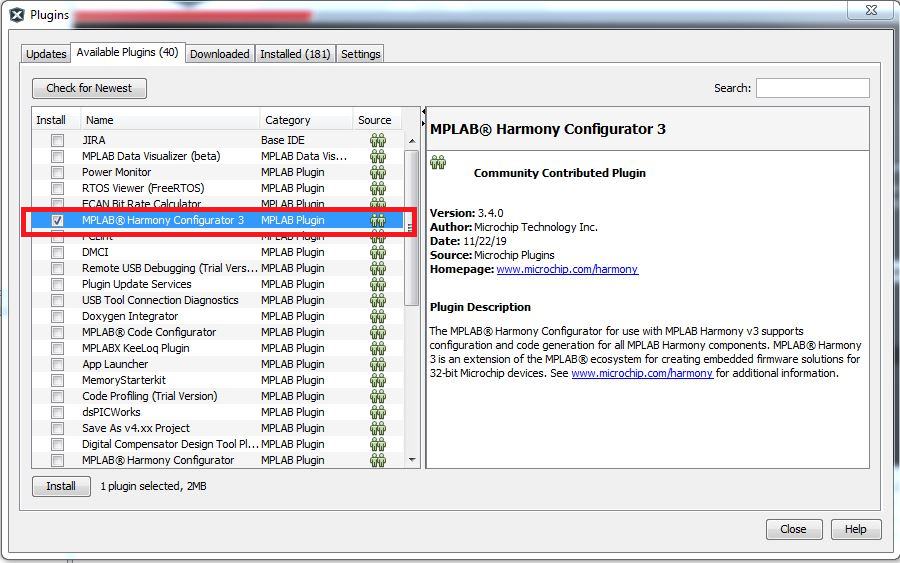 Plugins
Updates Available Plugins (40) Downloaded Installed (181) Settings
Check for Newest Search:
Install Name Category Source
JIRA Base IDE
MPLAB Data Visualizer (beta) MPLAB Data Vis...
Power Monitor MPLAB Plugin
RTOS Viewer (FreeRTOS) MPLAB Plugin
ECAN Bit Rate Calculator MPLAB Plugin
MPLAB® Harmony Configurator 3 MPLAB Plugin
PCLint MPLAB Plugin
DMCI MPLAB Plugin
Remote USB Debugging (Trial Vers... MPLAB Plugin
Plugin Update Services MPLAB Plugin
USB Tool Connection Diagnostics MPLAB Plugin
Doxygen Integrator MPLAB Plugin
MPLAB® Code Configurator MPLAB Plugin
MPLABX KeeLoq Plugin MPLAB Plugin
App Launcher MPLAB Plugin
MemoryStarterkit MPLAB Plugin
Code Profiling (Trial Version) MPLAB Plugin
dsPICWorks MPLAB Plugin
Save As v4.xx Project MPLAB Plugin
Digital Compensator Design Tool Pl... MPLAB Plugin
MPLAB® Harmony Configurator MPLAB Plugin
MPLAB® Harmony Configurator 3
Community Contributed Plugin
Version: 3.4.0
Author: Microchip Technology Inc.
Date: 11/22/19
Source: Microchip Plugins
Homepage: www.microchip.com/harmony
Plugin Description
The MPLAB® Harmony Configurator for use with MPLAB Harmony v3 supports
configuration and code generation for all MPLAB Harmony components. MPLAB® Harmony
3 is an extension of the MPLAB® ecosystem for creating embedded firmware solutions for
32-bit Microchip devices. See www.microchip.com/harmony for additional information.
Install 1 plugin selected, 2MB
Close Help